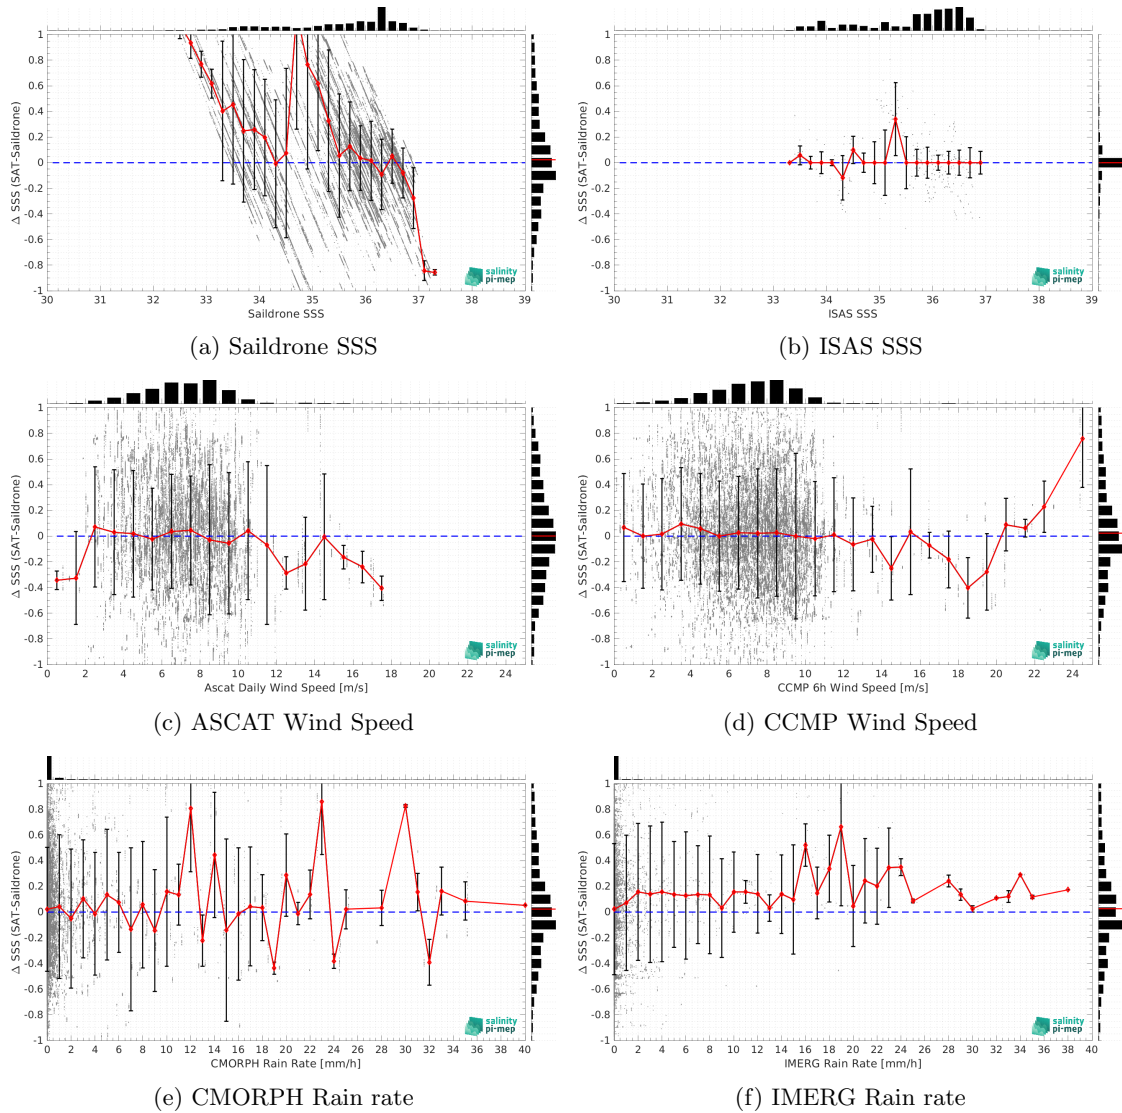 1
0.8
0.6
0.4
0.2
0
-0.2
-0.4
-0.6
-0.8
-1
Δ SSS (SAT-Saildrone)
30 31 32 33 34 35 36 37 38 39
Saildrone SSS
salinity
pi-mep
(a) Saildrone SSS
1
0.8
0.6
0.4
0.2
0
-0.2
-0.4
-0.6
-0.8
-1
Δ SSS (SAT-Saildrone)
30 31 32 33 34 35 36 37 38 39
ISAS SSS
salinity
pi-mep
(b) ISAS SSS
1
0.8
0.6
0.4
0.2
0
-0.2
-0.4
-0.6
-0.8
-1
Δ SSS (SAT-Saildrone)
0 2 4 6 8 10 12 14 16 18 20 22 24
Ascat Daily Wind Speed [m/s]
salinity
pi-mep
(c) ASCAT Wind Speed
1
0.8
0.6
0.4
0.2
0
-0.2
-0.4
-0.6
-0.8
-1
Δ SSS (SAT-Saildrone)
0 2 4 6 8 10 12 14 16 18 20 22 24
CCMP 6h Wind Speed [m/s]
salinity
pi-mep
(d) CCMP Wind Speed
1
0.8
0.6
0.4
0.2
0
-0.2
-0.4
-0.6
-0.8
-1
Δ SSS (SAT-Saildrone)
0 2 4 6 8 10 12 14 16 18 20 22 24 26 28 30 32 34 36 38 40
CMORPH Rain Rate [mm/h]
salinity
pi-mep
(e) CMORPH Rain rate
1
0.8
0.6
0.4
0.2
0
-0.2
-0.4
-0.6
-0.8
-1
Δ SSS (SAT-Saildrone)
0 2 4 6 8 10 12 14 16 18 20 22 24 26 28 30 32 34 36 38 40
IMERG Rain Rate [mm/h]
salinity
pi-mep
(f) IMERG Rain rate